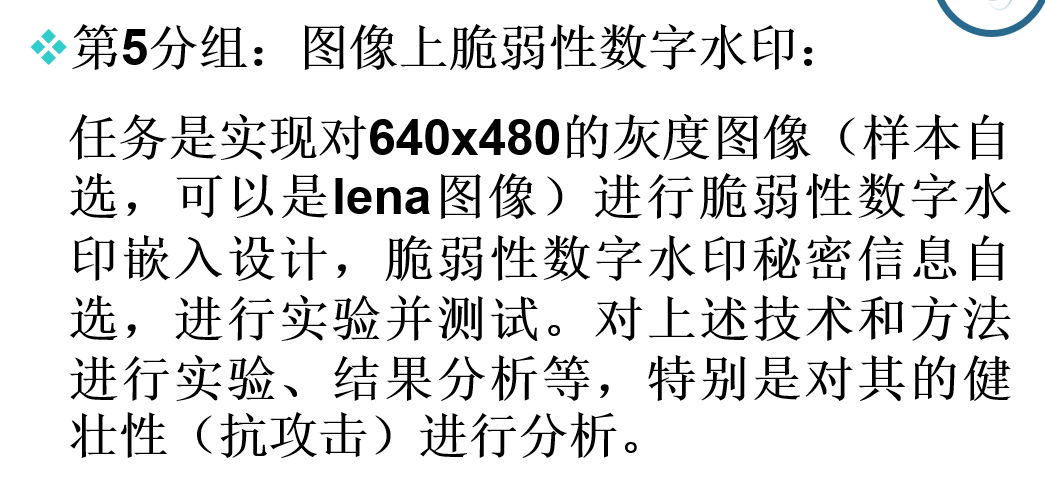 第5分组：图像上脆弱性数字水印：
任务是实现对640x480的灰度图像（样本自
选，可以是lena图像）进行脆弱性数字水
印嵌入设计，脆弱性数字水印秘密信息自
选，进行实验并测试。对上述技术和方法
进行实验、结果分析等，特别是对其的健
壮性（抗攻击）进行分析。